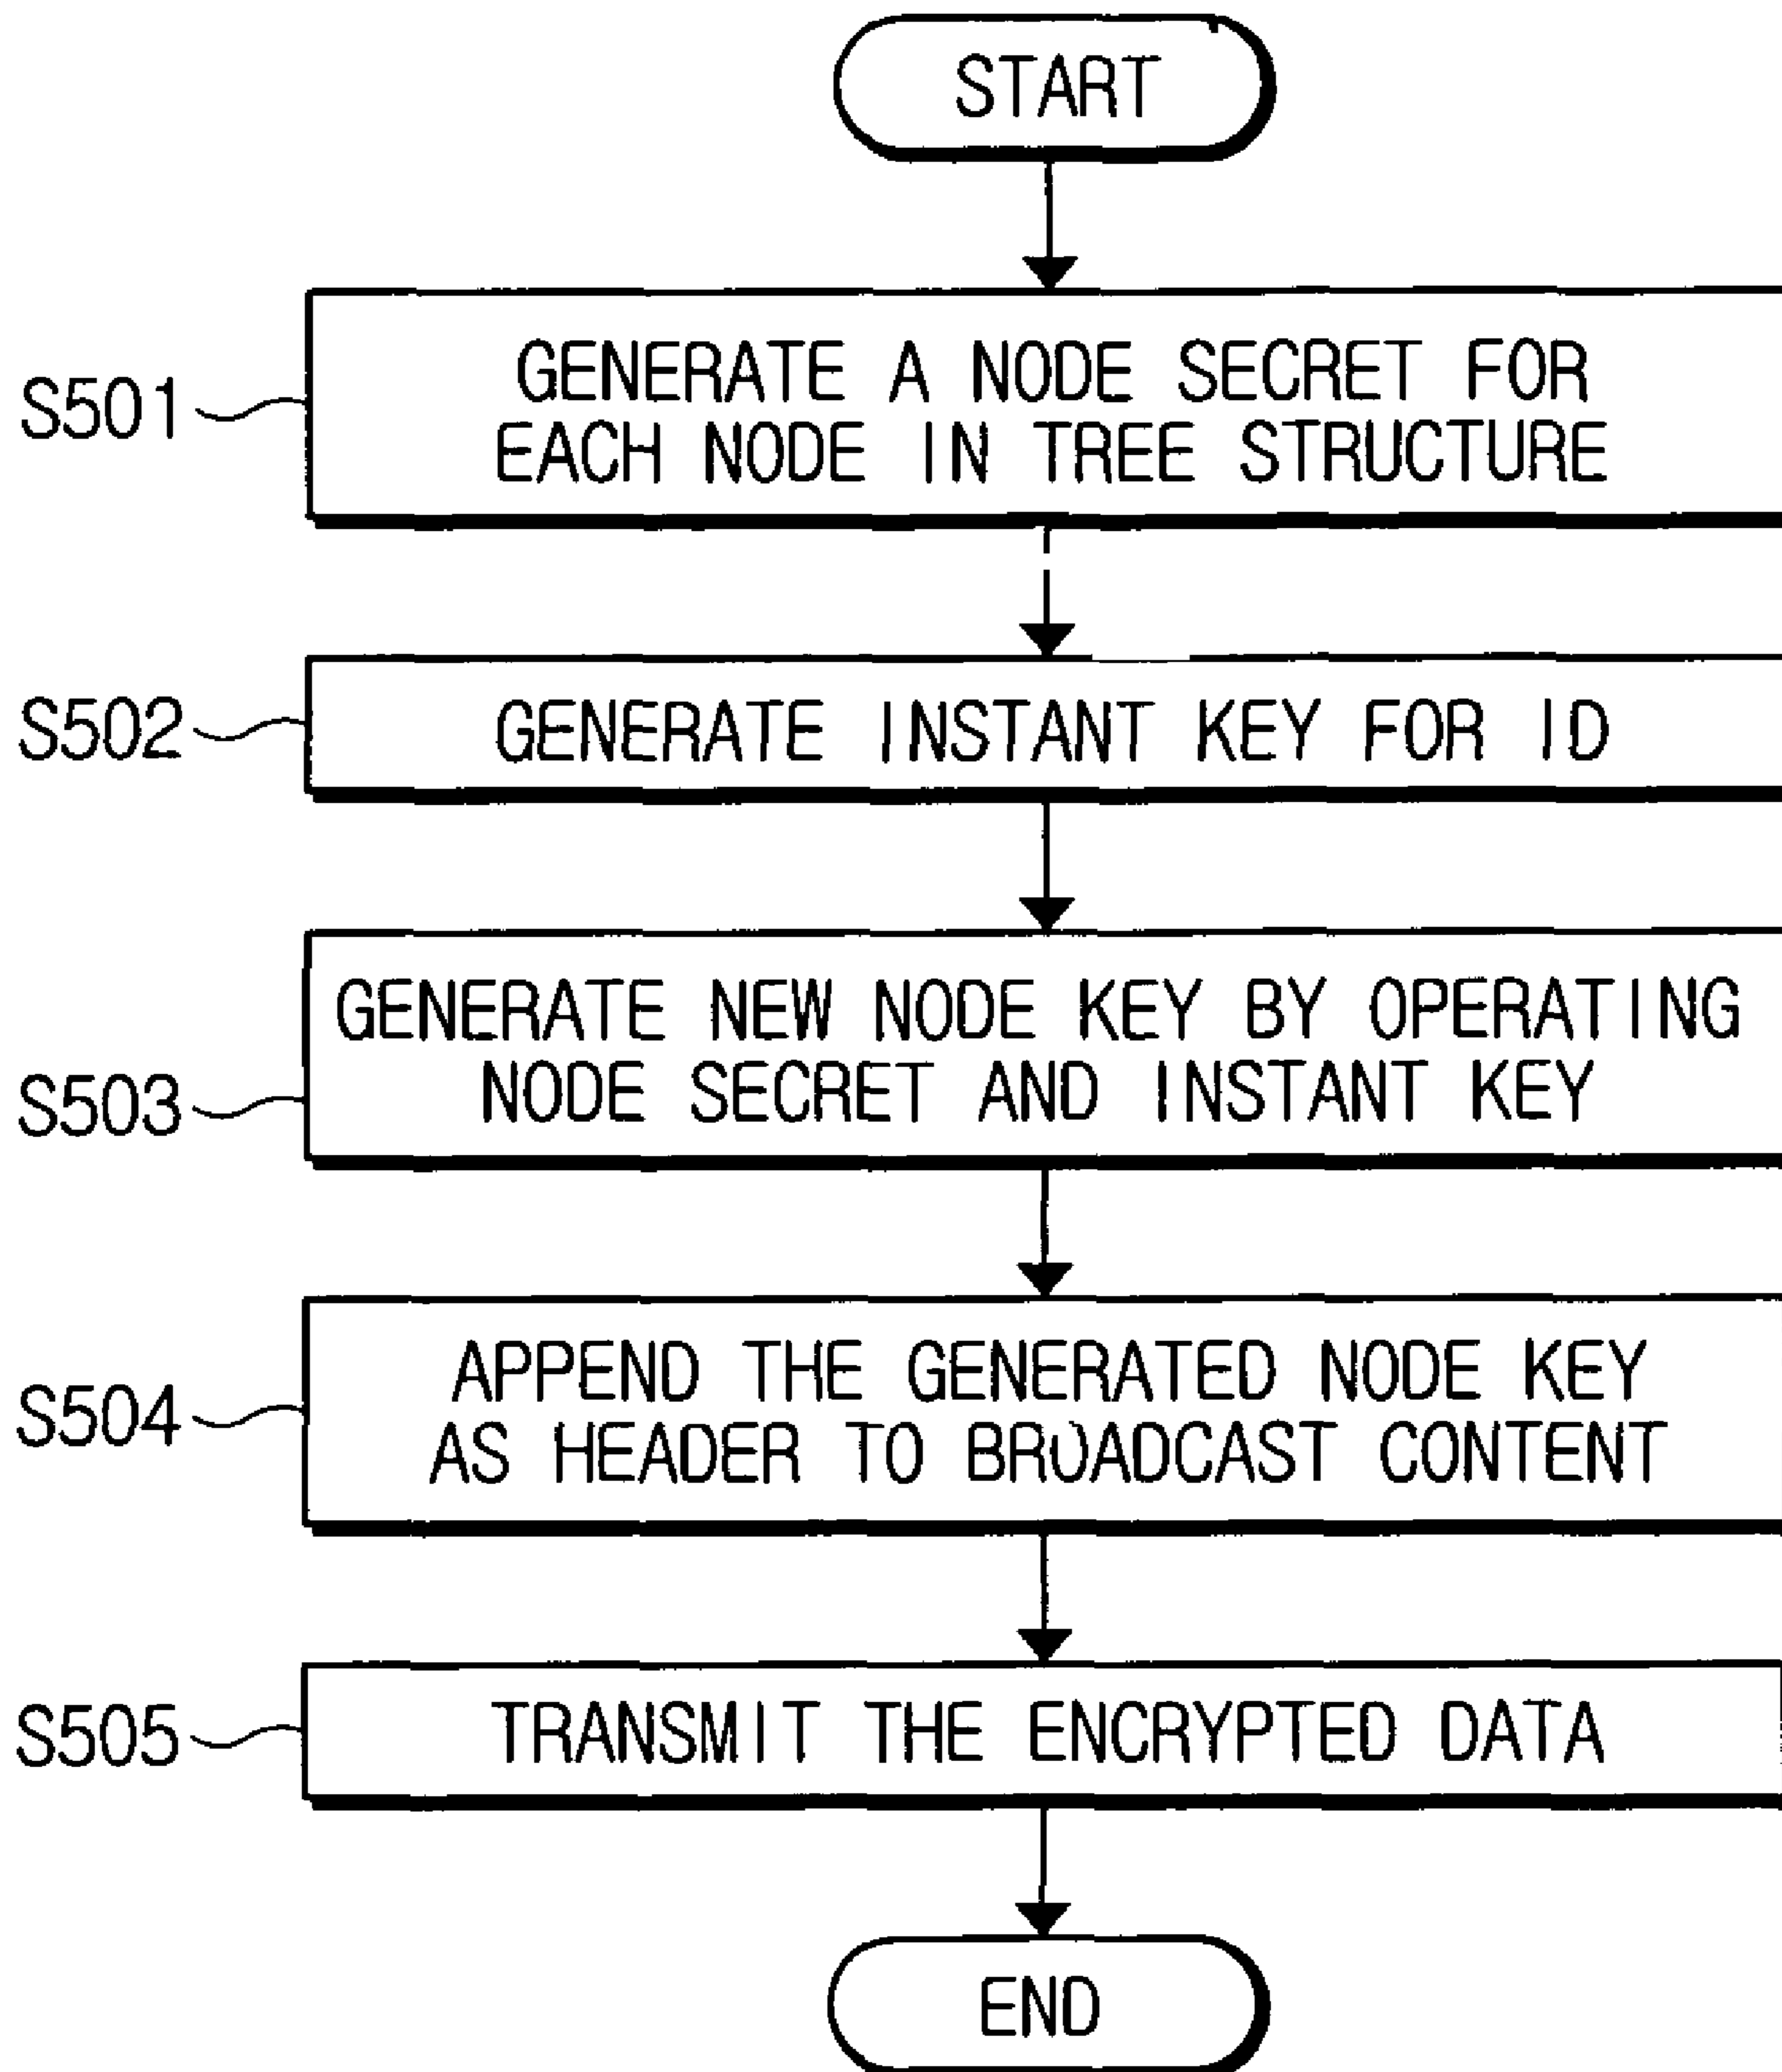 START
S501
GENERATE A NODE SECRET FOR
EACH NODE IN TREE STRUCTURE
S502
GENERATE INSTANT KEY FOR ID
S503
GENERATE NEW NODE KEY BY OPERATING
NODE SECRET AND INSTANT KEY
S504
APPEND THE GENERATED NODE KEY
AS HEADER TO BROADCAST CONTENT
S505
TRANSMIT THE ENCRYPTED DATA
END